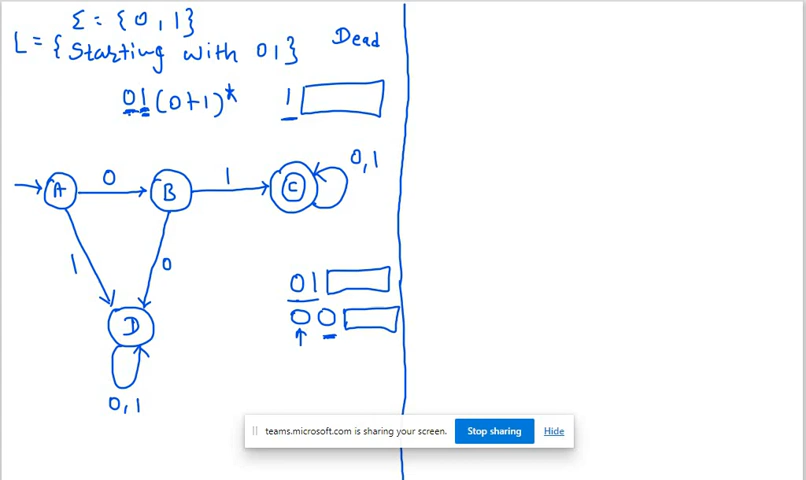 Σ = {0,1}
L = {Starting with 01}
Dead
01(0+1)*
1
A
0
B
1
C
0,1
1
0
D
0,1
01
00
teams.microsoft.com is sharing your screen.
Stop sharing
Hide